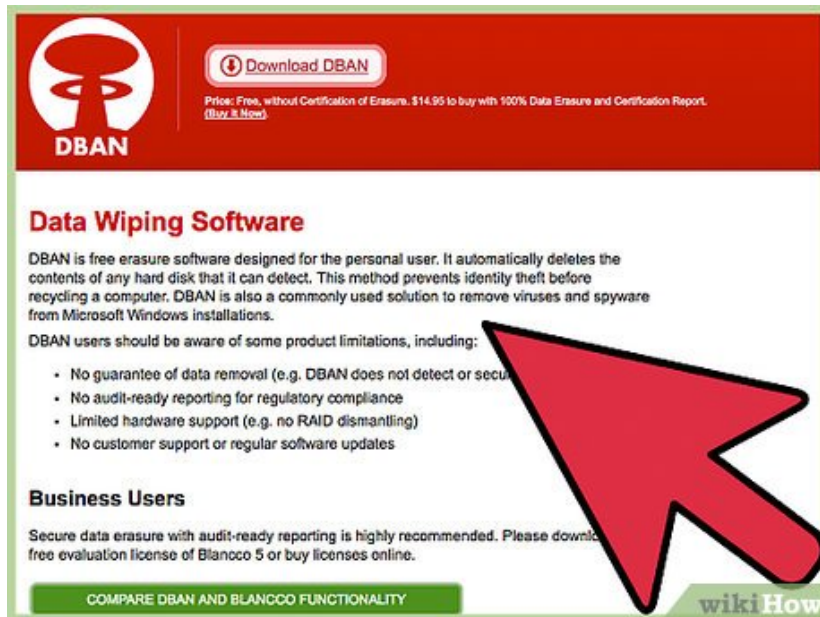 Download DBAN
Price: Free, without Certification of Erasure. $14.95 to buy with 100% Data Erasure and Certification Report.
(Buy it Now).
DBAN
Data Wiping Software
DBAN is free erasure software designed for the personal user. It automatically deletes the
contents of any hard disk that it can detect. This method prevents identity theft before
recycling a computer. DBAN is also a commonly used solution to remove viruses and spyware
from Microsoft Windows installations.
DBAN users should be aware of some product limitations, including:
• No guarantee of data removal (e.g. DBAN does not detect or
• No audit-ready reporting for regulatory compliance
• Limited hardware support (e.g. no RAID dismantling)
• No customer support or regular software updates
Business Users
Secure data erasure with audit-ready reporting is highly recommended. Please
free evaluation license of Blancco 5 or buy licenses online.
COMPARE DBAN AND BLANCCO FUNCTIONALITY
wikiHow